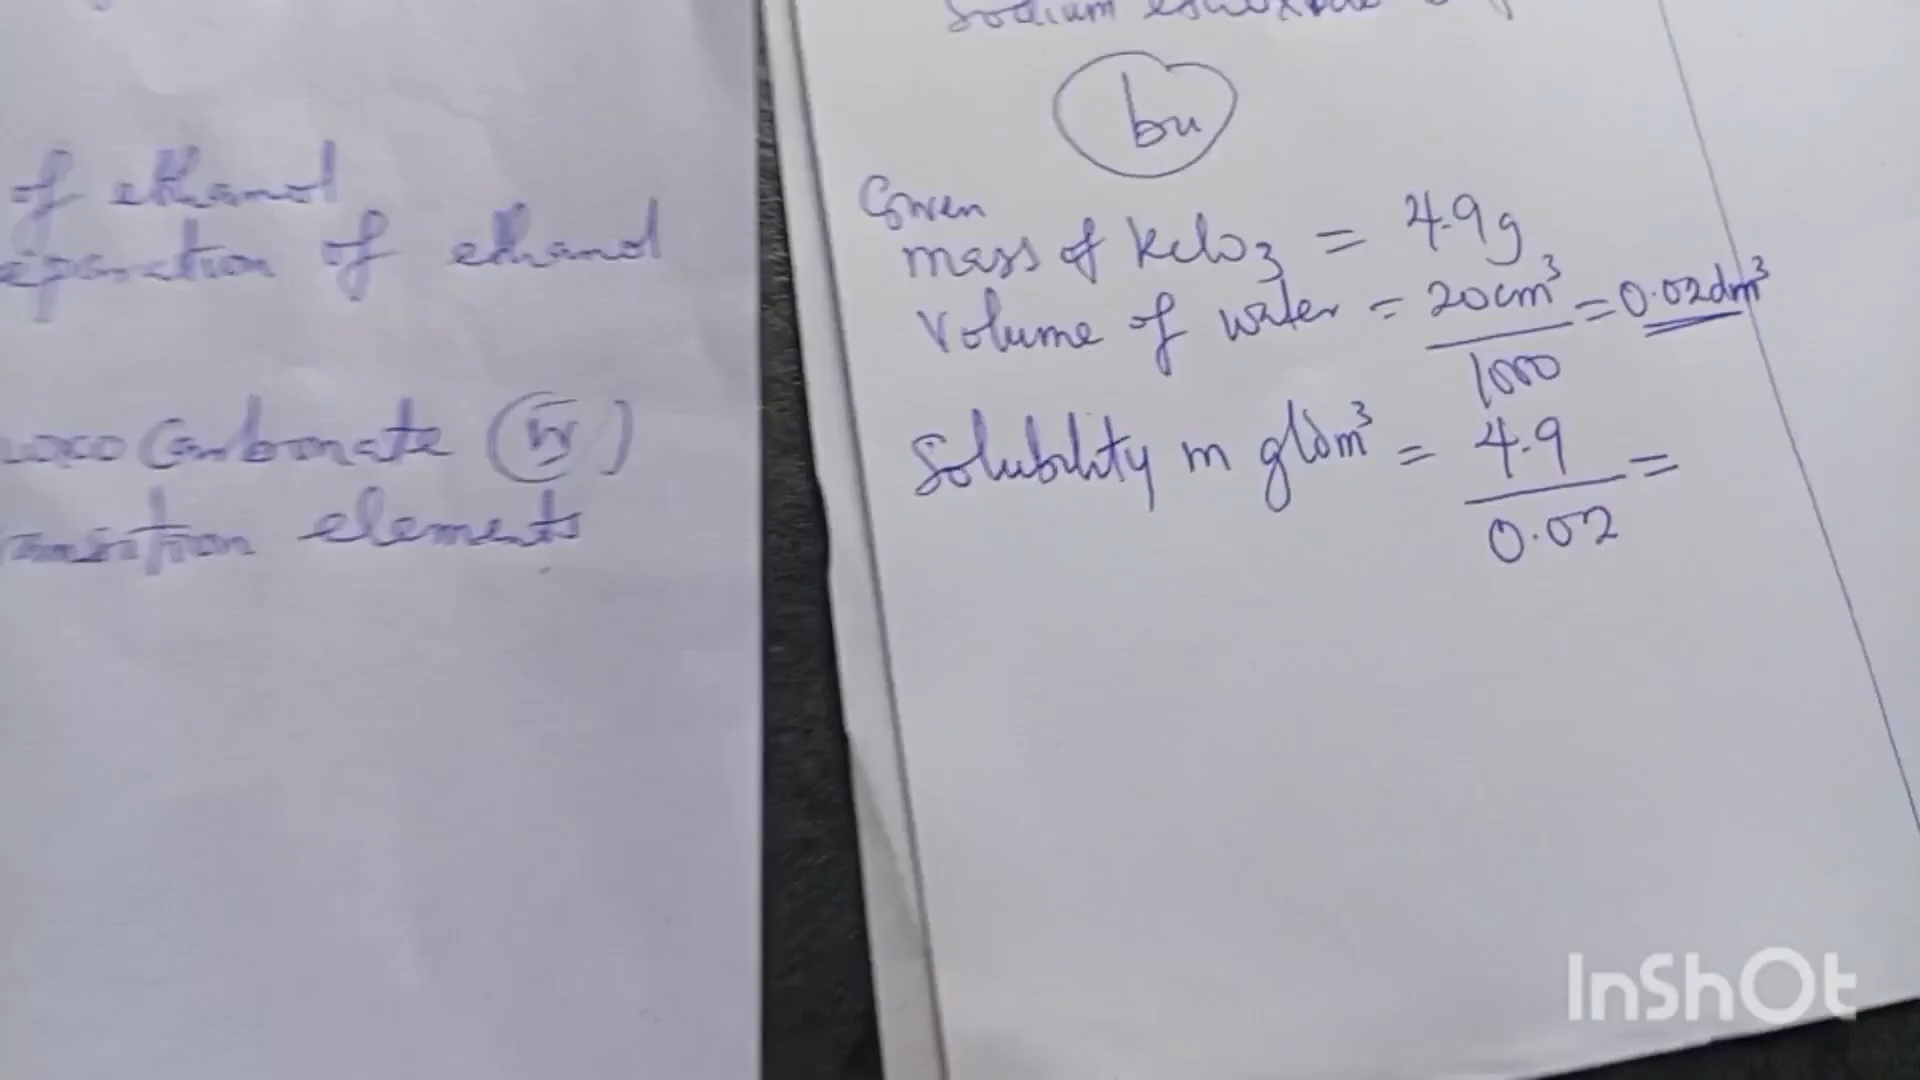 of ethanol
eparation of ethanol
Carbonate (iv)
elements
Sodium
bii
Given
mass of KClO3 = 4.9g
Volume of water = 20cm³/1000 = 0.02dm³
Solubility in g/dm³ = 4.9/0.02 =
InShOt